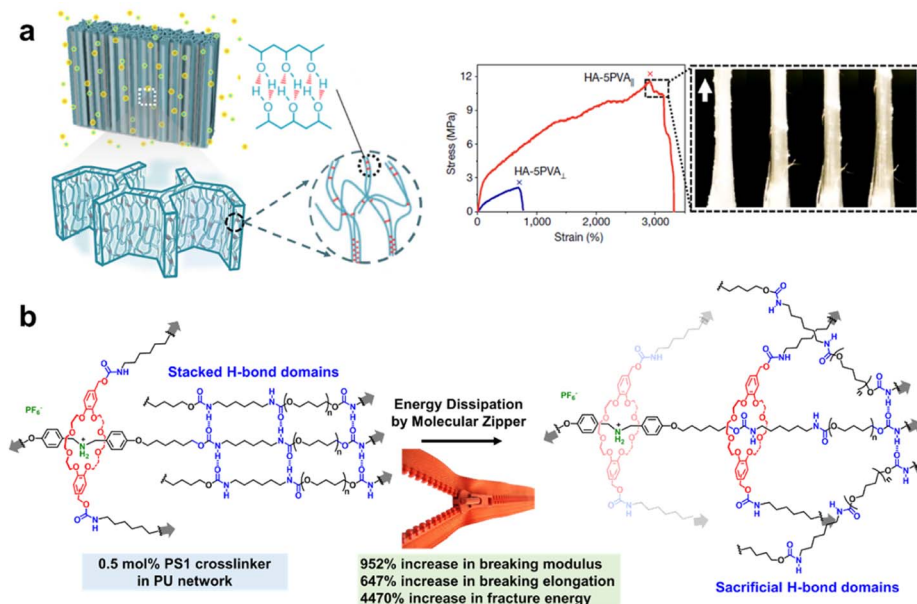 a
O O O
H H H H
O O O
HA-5PVA∥
HA-5PVA⊥
Stress (MPa)
12
9
6
3
0
0
1,000
2,000
3,000
Strain (%)
b
Stacked H-bond domains
PF6-
NH2
+
Energy Dissipation
by Molecular Zipper
PF6-
NH2
+
0.5 mol% PS1 crosslinker
in PU network
952% increase in breaking modulus
647% increase in breaking elongation
4470% increase in fracture energy
Sacrificial H-bond domains